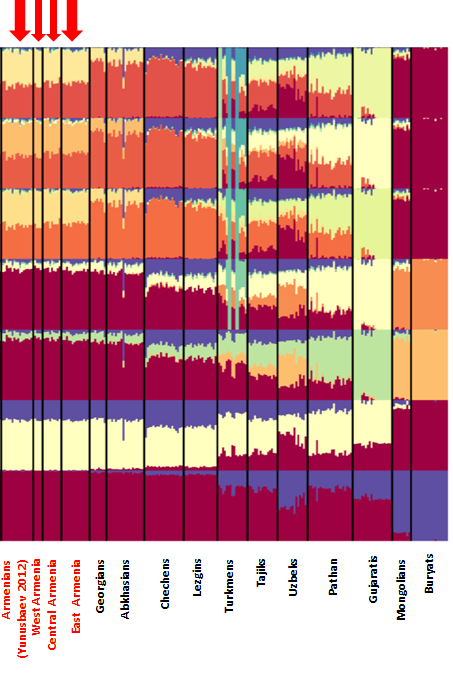 Armenians
(Yunusbaev 2012)
West Armenia
Central Armenia
East Armenia
Georgians
Abkhasians
Chechens
Lezgins
Turkmens
Tajiks
Uzbeks
Pathan
Gujaratis
Mongolians
Buryats